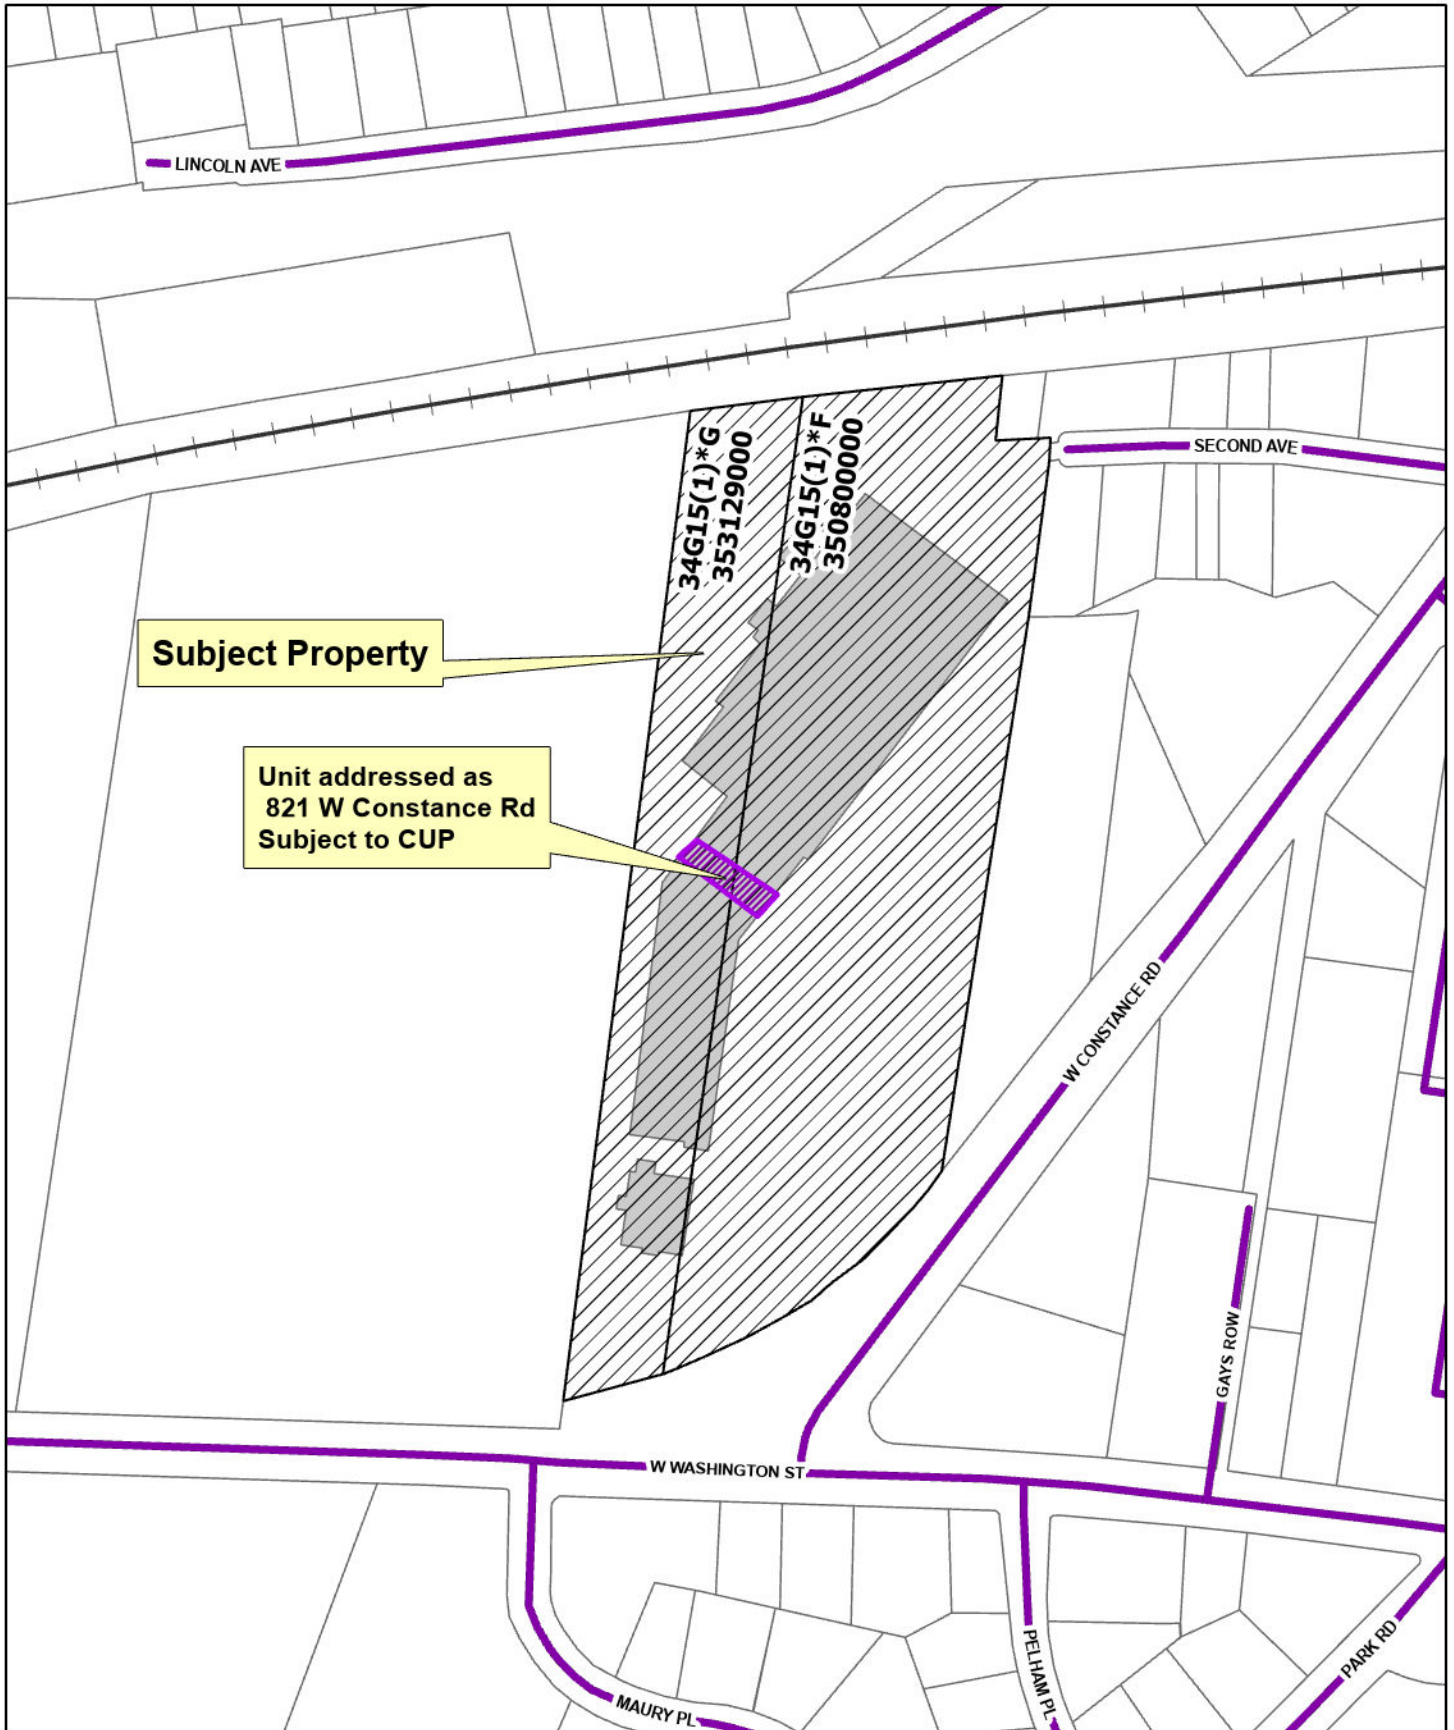 LINCOLN AVE
SECOND AVE
34G15(1)*G
353129000
34G15(1)*F
350800000
Subject Property
Unit addressed as
821 W Constance Rd
Subject to CUP
W CONSTANCE RD
GAYS ROW
W WASHINGTON ST
PELHAM PL
PARK RD
MAURY PL